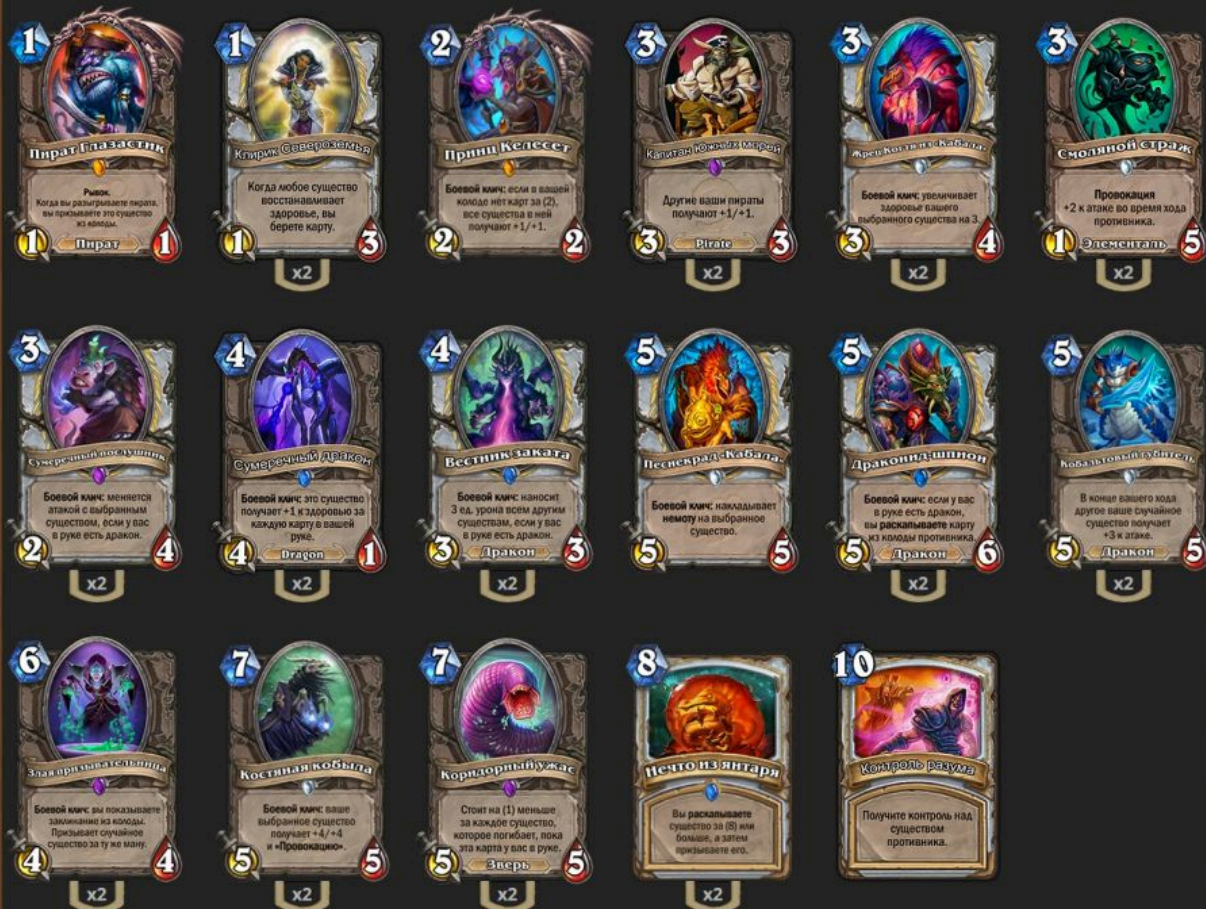 1
Пират Глазастик
Рывок.
Когда вы разыгрываете пирата,
вы призываете это существо
из колоды.
1
Пират
1
1
Клирик Североземья
Когда любое существо
восстанавливает
здоровье, вы
берете карту.
1
3
x2
2
Принц Келесет
Боевой клич: если в вашей
колоде нет карт за (2),
все существа в ней
получают +1/+1.
2
2
3
Капитан Южных морей
Другие ваши пираты
получают +1/+1.
3
Pirate
3
x2
3
Жрец Когтя из «Кабала»
Боевой клич: увеличивает
здоровье вашего
выбранного существа на 3.
3
4
x2
3
Смоляной страж
Провокация
+2 к атаке во время хода
противника.
1
Элементаль
5
x2
3
Сумеречный послушник
Боевой клич: меняется
атакой с выбранным
существом, если у вас
в руке есть дракон.
2
4
x2
4
Сумеречный дракон
Боевой клич: это существо
получает +1 к здоровью за
каждую карту в вашей
руке.
4
Dragon
1
x2
4
Вестник заката
Боевой клич: наносит
3 ед. урона всем другим
существам, если у вас
в руке есть дракон.
3
Дракон
3
x2
5
Песнекрад «Кабала»
Боевой клич: накладывает
немоту на выбранное
существо.
5
5
x2
5
Драконид-шпион
Боевой клич: если у вас
в руке есть дракон,
вы раскапываете карту
из колоды противника.
5
Дракон
6
x2
5
Кобальтовый губитель
В конце вашего хода
другое ваше случайное
существо получает
+3 к атаке.
5
Дракон
5
x2
6
Злая призывательница
Боевой клич: вы показываете
заклинание из колоды.
Призывает случайное
существо за ту же ману.
4
4
x2
7
Костяная кобыла
Боевой клич: ваше
выбранное существо
получает +4/+4
и «Провокацию».
5
5
x2
7
Коридорный ужас
Стоит на (1) меньше
за каждое существо,
которое погибает, пока
эта карта у вас в руке.
5
Зверь
5
x2
8
Нечто из янтаря
Вы раскапываете
существо за (8) или
больше, а затем
призываете его.
x2
10
Контроль разума
Получите контроль над
существом
противника.